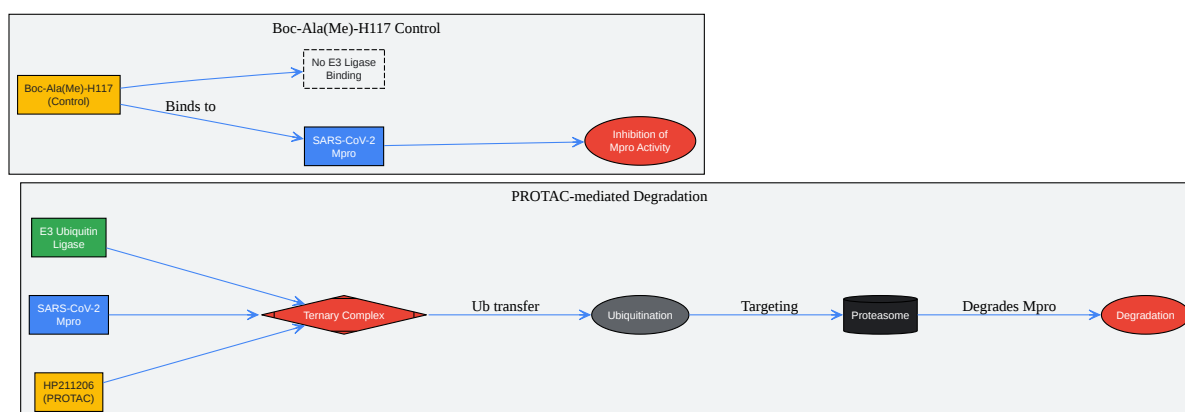 Boc-Ala(Me)-H117 Control
No E3 Ligase
Binding
Boc-Ala(Me)-H117
(Control)
Binds to
SARS-CoV-2
Mpro
Inhibition of
Mpro Activity
PROTAC-mediated Degradation
E3 Ubiquitin
Ligase
SARS-CoV-2
Mpro
HP211206
(PROTAC)
Ternary Complex
Ub transfer
Ubiquitination
Targeting
Proteasome
Degrades Mpro
Degradation